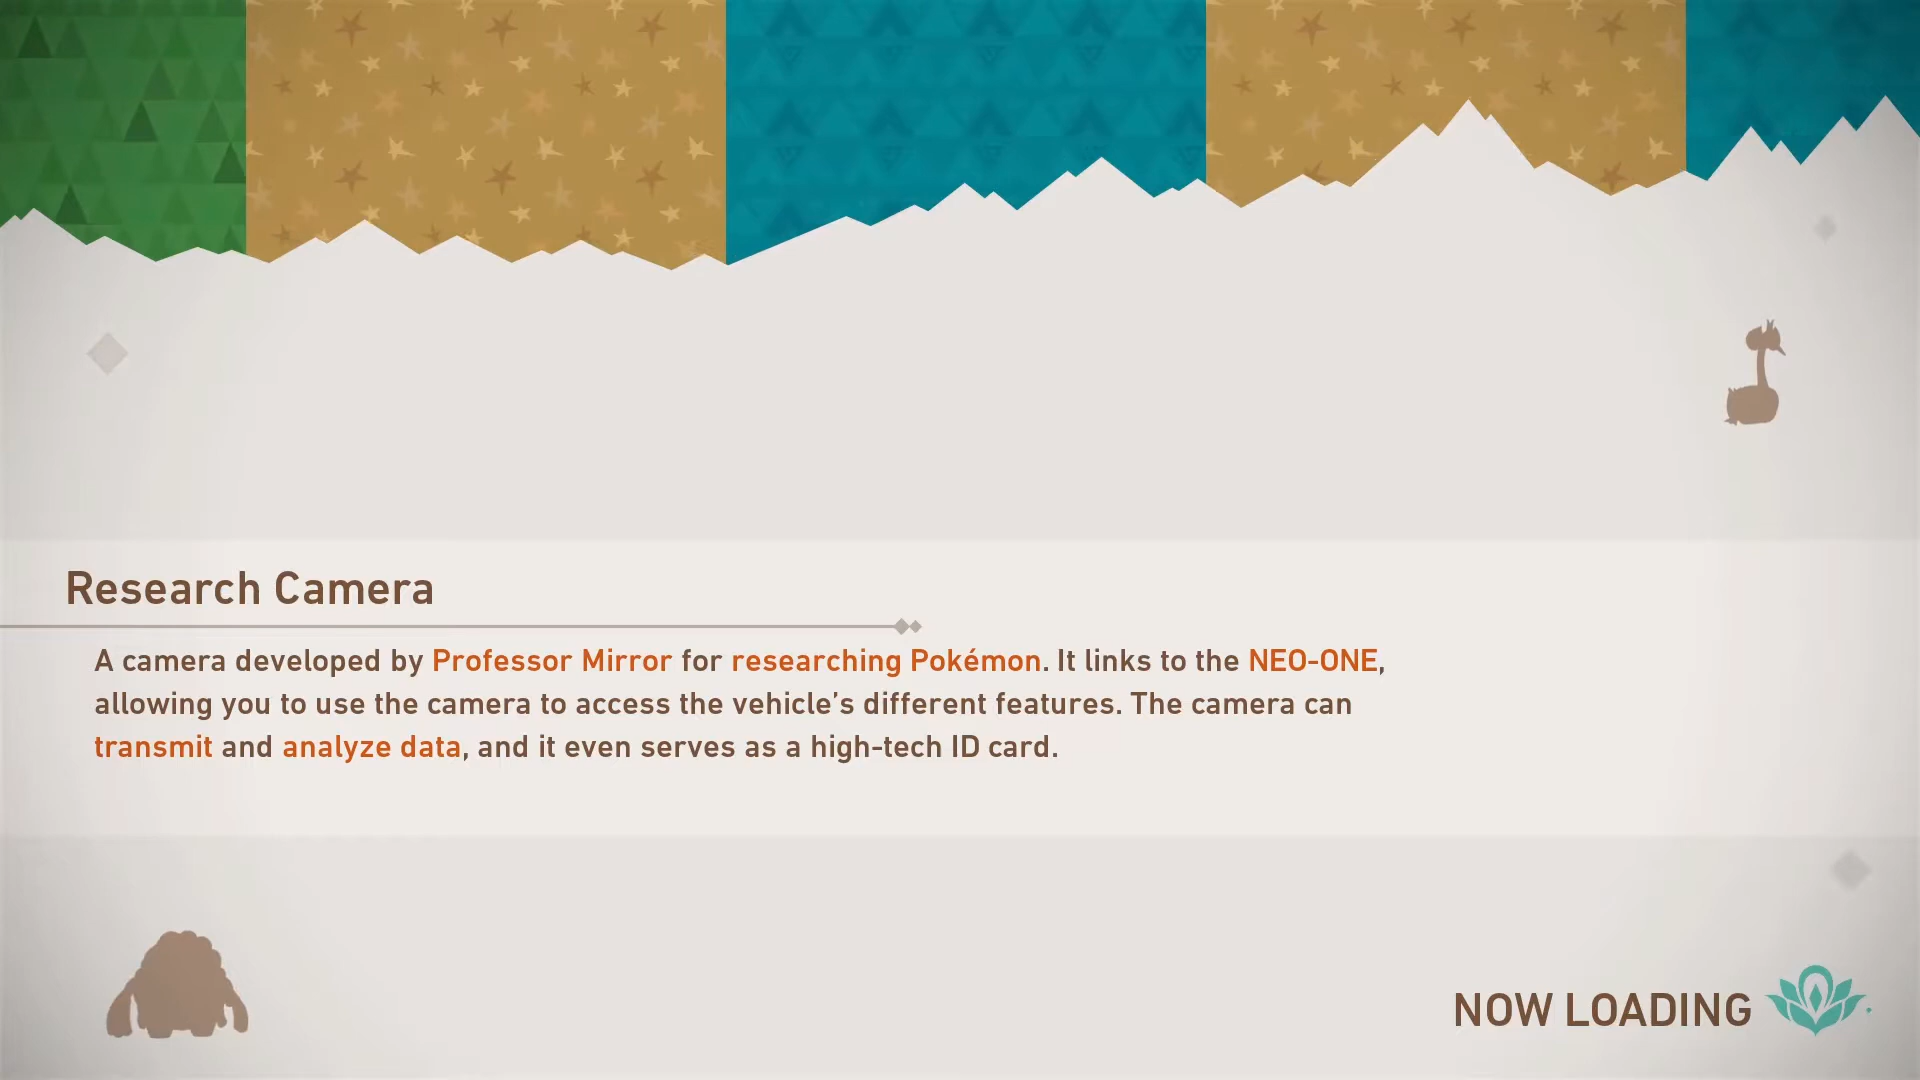 Research Camera
A camera developed by Professor Mirror for researching Pokémon. It links to the NEO-ONE,
allowing you to use the camera to access the vehicle’s different features. The camera can
transmit and analyze data, and it even serves as a high-tech ID card.
NOW LOADING